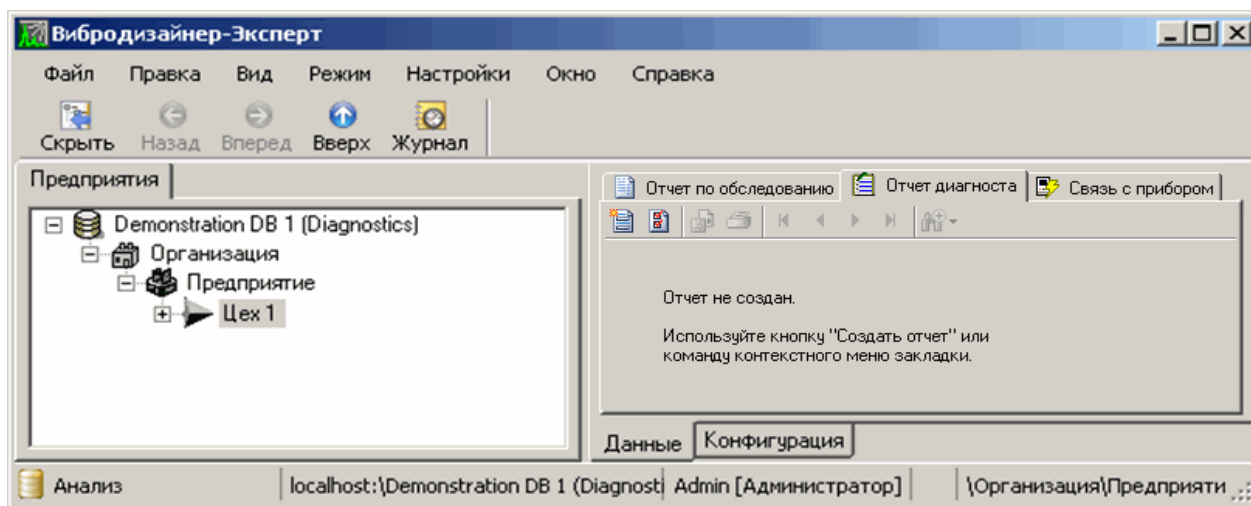 Вибродизайнер-Эксперт
Файл Правка Вид Режим Настройки Окно Справка
Скрыть Назад Вперед Вверх Журнал
Предприятия
Demonstration DB 1 (Diagnostics)
Организация
Предприятие
Цех 1
Отчет по обследованию Отчет диагноста Связь с прибором
Отчет не создан.
Используйте кнопку "Создать отчет" или
команду контекстного меню закладки.
Данные Конфигурация
Анализ localhost:\Demonstration DB 1 (Diagnosti Admin [Администратор] \Организация\Предприяти